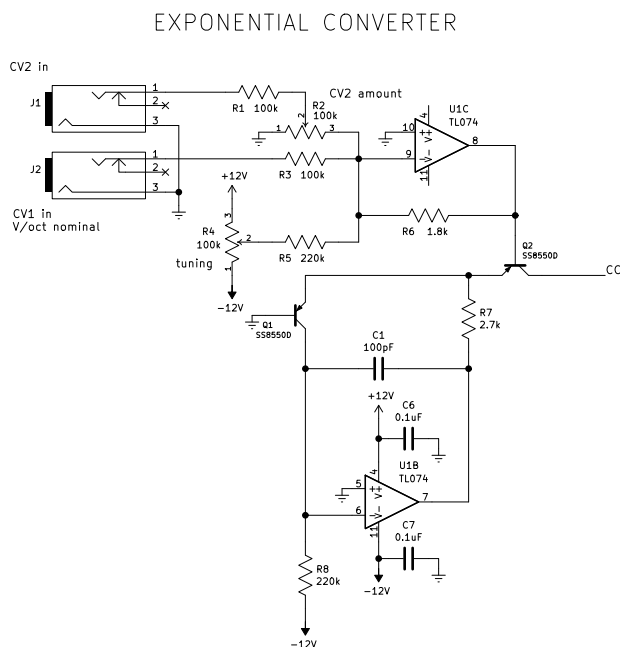 EXPONENTIAL CONVERTER
CV2 in
J1
1
2
3
R1 100k
CV2 amount
R2
100k
1
2
3
U1C
TL074
4
10
9
8
11
V+
V-
+
-
J2
1
2
3
R3 100k
CV1 in
V/oct nominal
+12V
R4
100k
3
2
1
tuning
-12V
R5 220k
R6 1.8k
Q2
SS8550D
CC
Q1
SS8550D
R7
2.7k
C1
100pF
+12V
C6
0.1uF
U1B
TL074
4
5
6
7
11
V+
V-
+
-
C7
0.1uF
-12V
R8
220k
-12V